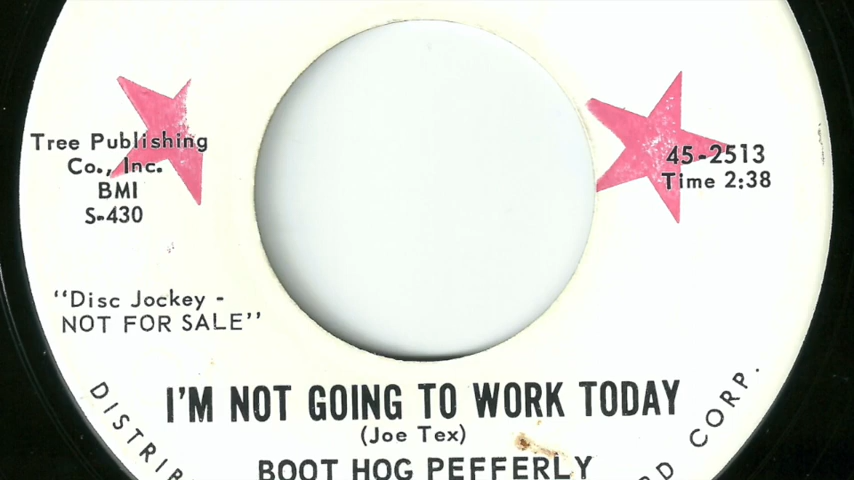 Tree Publishing
Co., Inc.
BMI
S-430
45-2513
Time 2:38
"Disc Jockey -
NOT FOR SALE"
I'M NOT GOING TO WORK TODAY
(Joe Tex)
BOOT HOG PEFFERLY
CORP.